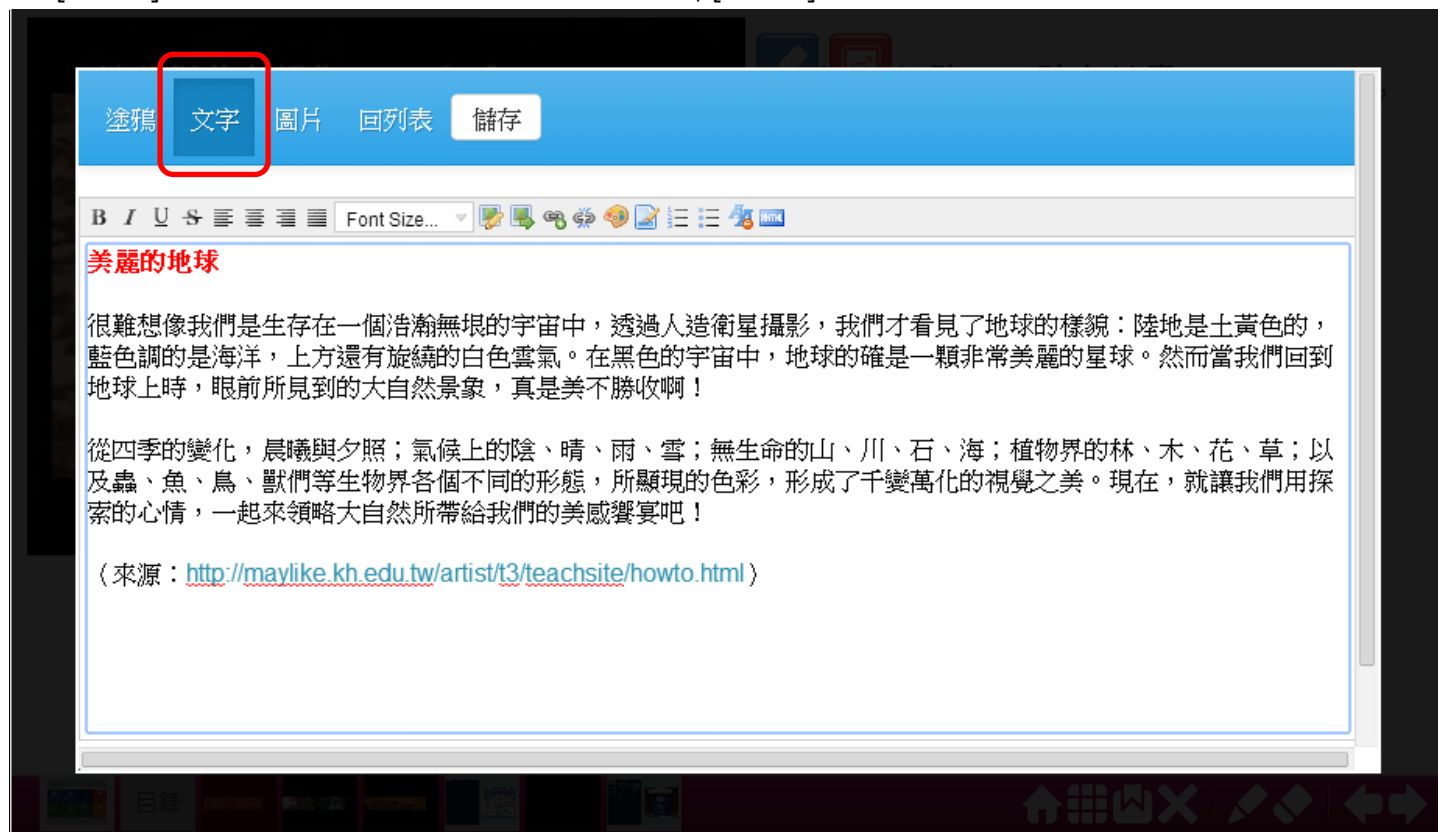 塗鴉 文字 圖片 回列表 儲存
B I U S Font Size... XHTML
美麗的地球
很難想像我們是生存在一個浩瀚無垠的宇宙中，透過人造衛星攝影，我們才看見了地球的樣貌：陸地是土黃色的，
藍色調的是海洋，上方還有旋繞的白色雲氣。在黑色的宇宙中，地球的確是一顆非常美麗的星球。然而當我們回到
地球上時，眼前所見到的大自然景象，真是美不勝收啊！
從四季的變化，晨曦與夕照；氣候上的陰、晴、雨、雪；無生命的山、川、石、海；植物界的林、木、花、草；以
及蟲、魚、鳥、獸們等生物界各個不同的形態，所顯現的色彩，形成了千變萬化的視覺之美。現在，就讓我們用探
索的心情，一起來領略大自然所帶給我們的美感饗宴吧！
（來源：http://maylike.kh.edu.tw/artist/t3/teachsite/howto.html）
目錄